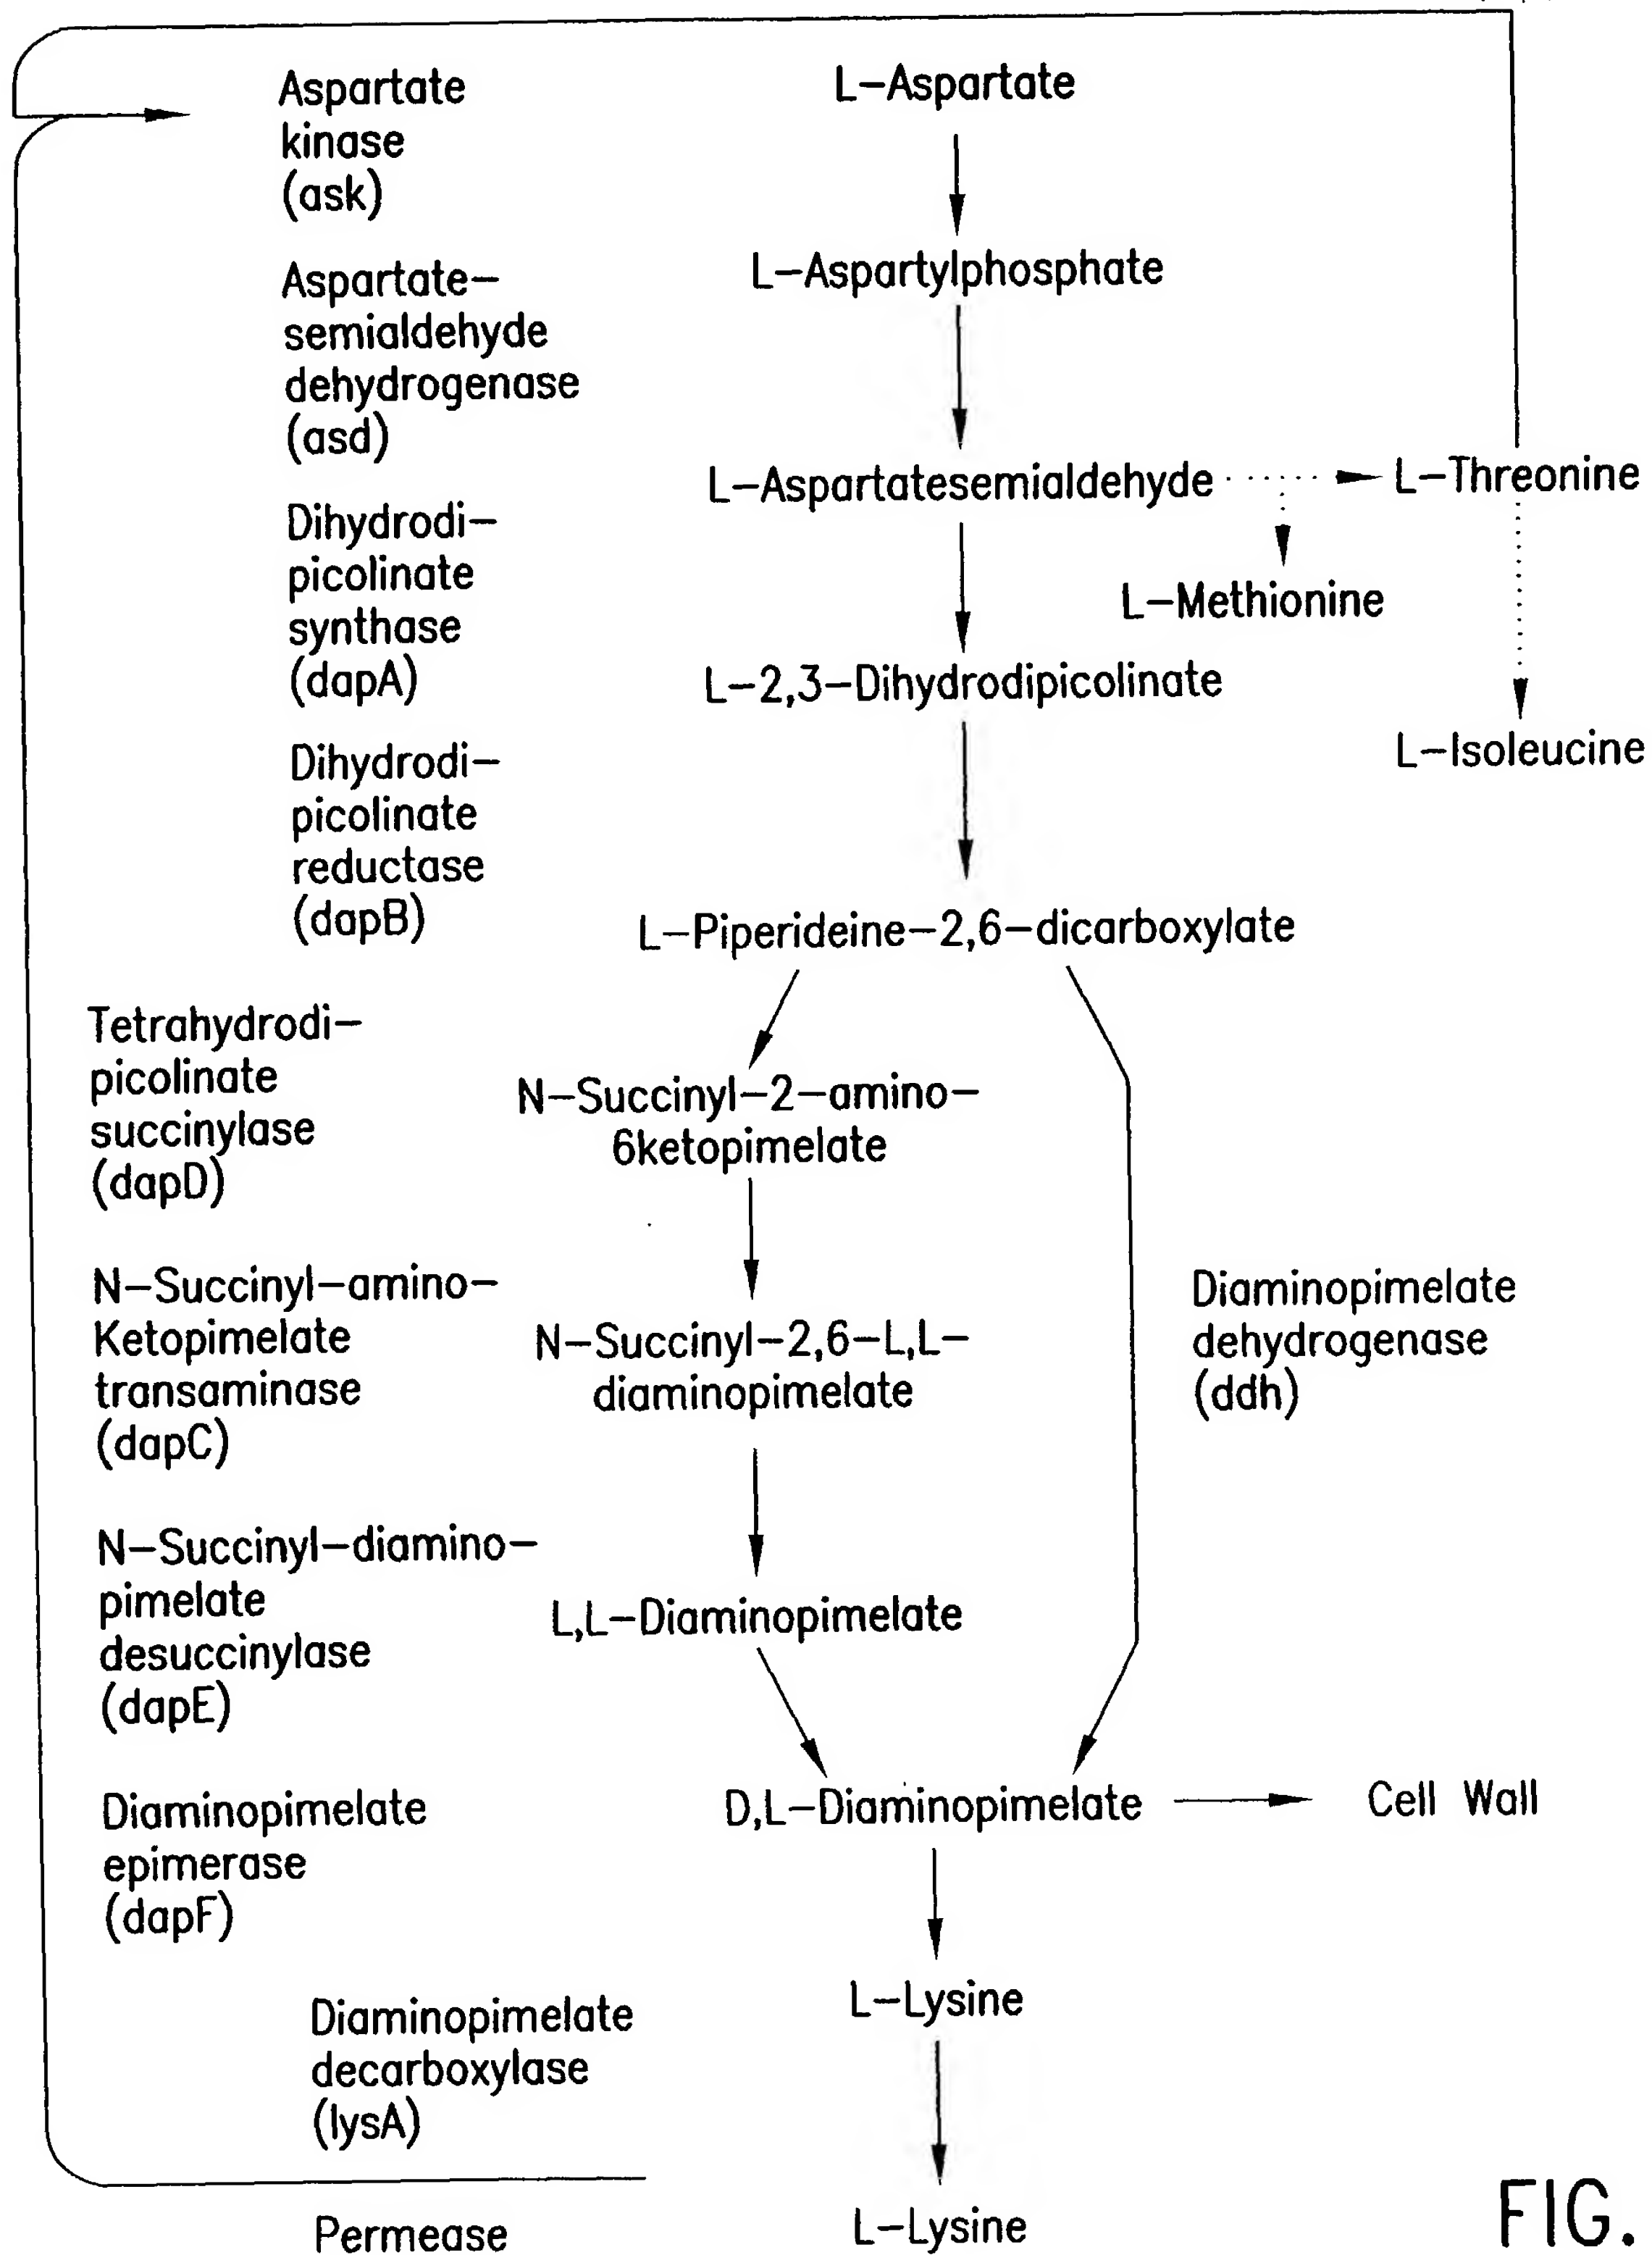 Aspartate
kinase
(ask)
L-Aspartate
L-Aspartylphosphate
Aspartate-
semialdehyde
dehydrogenase
(asd)
L-Aspartatesemialdehyde
L-Threonine
L-Methionine
L-Isoleucine
Dihydrodi-
picolinate
synthase
(dapA)
L-2,3-Dihydrodipicolinate
Dihydrodi-
picolinate
reductase
(dapB)
L-Piperideine-2,6-dicarboxylate
Tetrahydrodi-
picolinate
succinylase
(dapD)
N-Succinyl-2-amino-
6ketopimelate
N-Succinyl-amino-
Ketopimelate
transaminase
(dapC)
N-Succinyl-2,6-L,L-
diaminopimelate
Diaminopimelate
dehydrogenase
(ddh)
N-Succinyl-diamino-
pimelate
desuccinylase
(dapE)
L,L-Diaminopimelate
Diaminopimelate
epimerase
(dapF)
D,L-Diaminopimelate
Cell Wall
L-Lysine
Diaminopimelate
decarboxylase
(lysA)
Permease
L-Lysine
FIG.